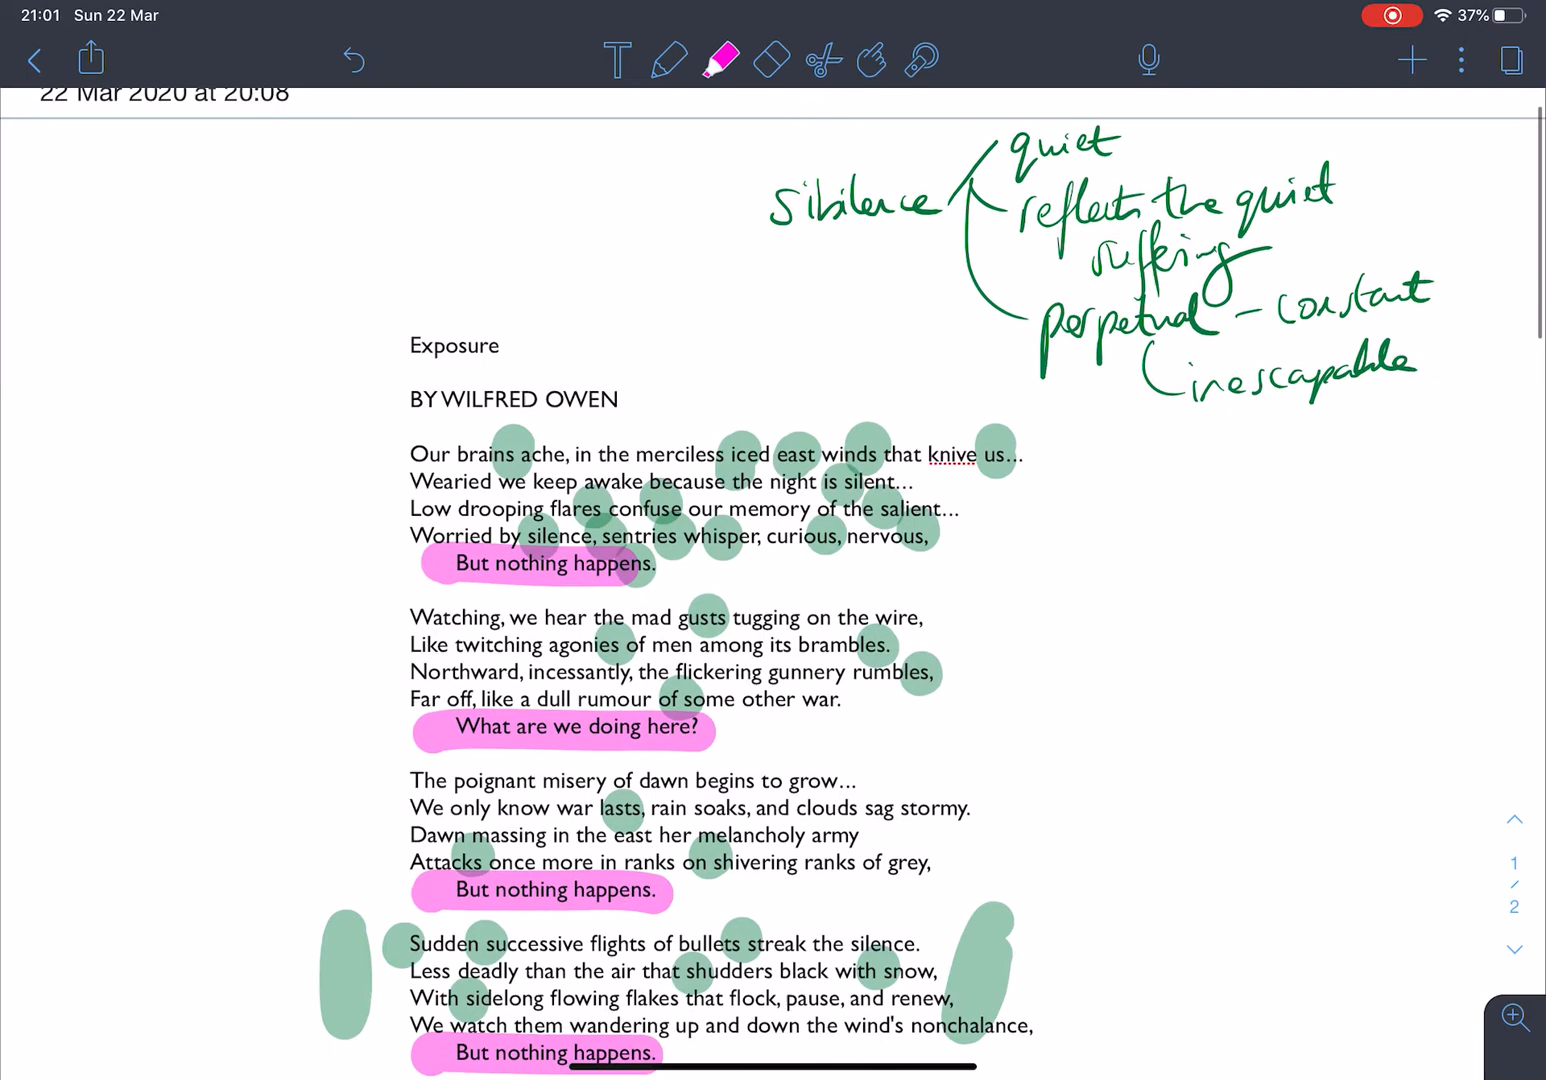 21:01 Sun 22 Mar
37%
T
22 Mar 2020 at 20:08
quiet
sibilence
reflects the quiet
suffering
perpetual - constant
inescapable
Exposure
BY WILFRED OWEN
Our brains ache, in the merciless iced east winds that knive us...
Wearied we keep awake because the night is silent...
Low drooping flares confuse our memory of the salient...
Worried by silence, sentries whisper, curious, nervous,
But nothing happens.
Watching, we hear the mad gusts tugging on the wire,
Like twitching agonies of men among its brambles.
Northward, incessantly, the flickering gunnery rumbles,
Far off, like a dull rumour of some other war.
What are we doing here?
The poignant misery of dawn begins to grow...
We only know war lasts, rain soaks, and clouds sag stormy.
Dawn massing in the east her melancholy army
Attacks once more in ranks on shivering ranks of grey,
But nothing happens.
Sudden successive flights of bullets streak the silence.
Less deadly than the air that shudders black with snow,
With sidelong flowing flakes that flock, pause, and renew,
We watch them wandering up and down the wind's nonchalance,
But nothing happens.
1
/
2